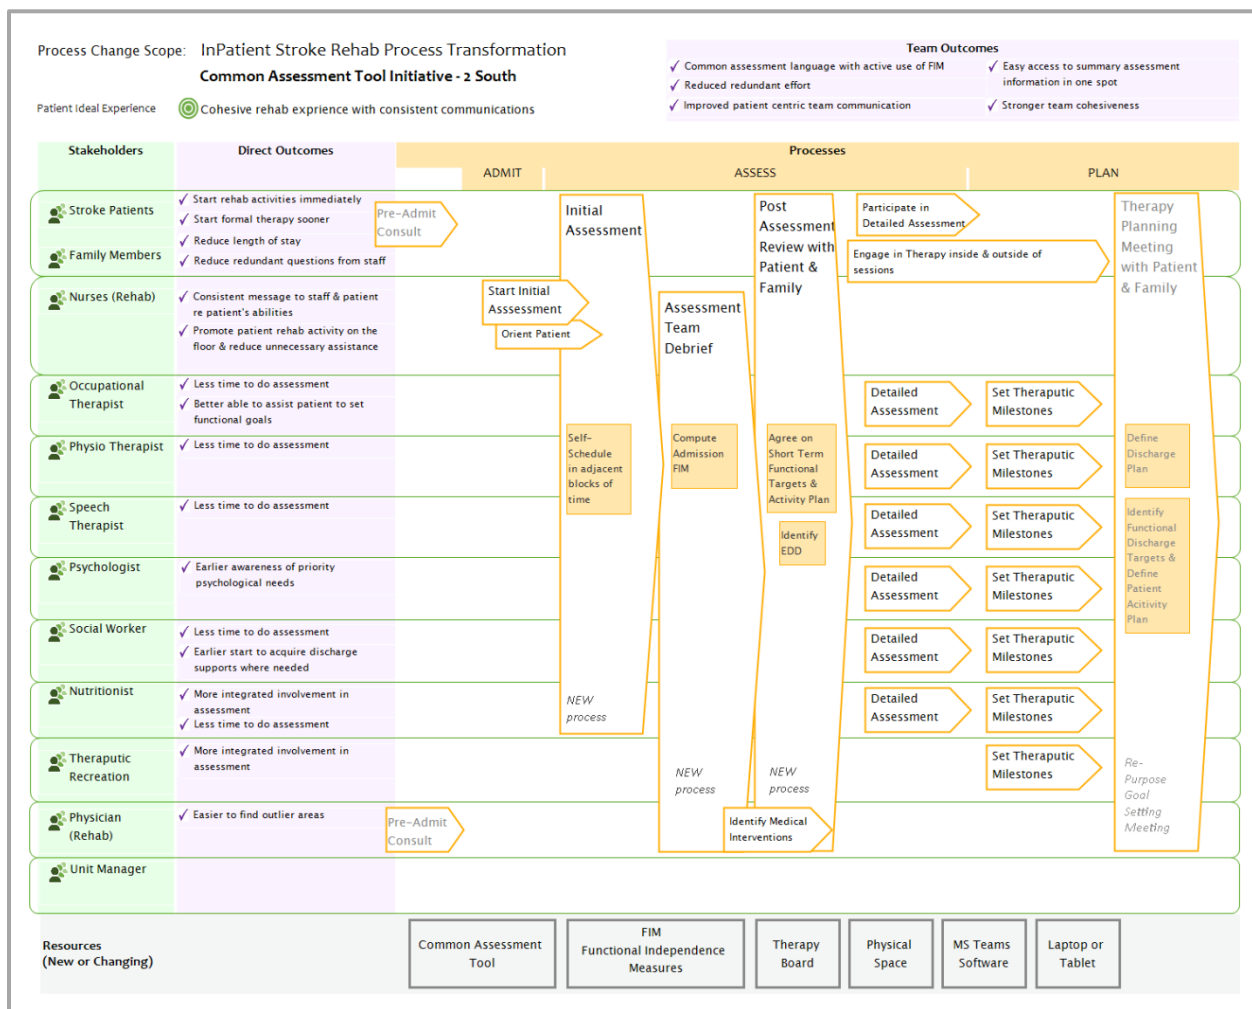 Process Change Scope: InPatient Stroke Rehab Process Transformation
Common Assessment Tool Initiative - 2 South
Patient Ideal Experience
Cohesive rehab exprience with consistent communications
Team Outcomes
Common assessment language with active use of FIM
Reduced redundant effort
Improved patient centric team communication
Easy access to summary assessment
information in one spot
Stronger team cohesiveness
Stakeholders
Direct Outcomes
Processes
ADMIT
ASSESS
PLAN
Stroke Patients
Family Members
Start rehab activities immediately
Start formal therapy sooner
Reduce length of stay
Reduce redundant questions from staff
Pre-Admit
Consult
Initial
Assessment
Post
Assessment
Review with
Patient &
Family
Participate in
Detailed Assessment
Engage in Therapy inside & outside of
sessions
Therapy
Planning
Meeting
with Patient
& Family
Nurses (Rehab)
Consistent message to staff & patient
re patient's abilities
Promote patient rehab activity on the
floor & reduce unnecessary assistance
Start Initial
Asssessment
Orient Patient
Assessment
Team
Debrief
Occupational
Therapist
Less time to do assessment
Better able to assist patient to set
functional goals
Detailed
Assessment
Set Theraputic
Milestones
Physio Therapist
Less time to do assessment
Self-
Schedule
in adjacent
blocks of
time
Compute
Admission
FIM
Agree on
Short Term
Functional
Targets &
Activity Plan
Detailed
Assessment
Set Theraputic
Milestones
Define
Discharge
Plan
Speech
Therapist
Less time to do assessment
Identify
EDD
Detailed
Assessment
Set Theraputic
Milestones
Identify
Functional
Discharge
Targets &
Define
Patient
Acitivity
Plan
Psychologist
Earlier awareness of priority
psychological needs
Detailed
Assessment
Set Theraputic
Milestones
Social Worker
Less time to do assessment
Earlier start to acquire discharge
supports where needed
Detailed
Assessment
Set Theraputic
Milestones
Nutritionist
More integrated involvement in
assessment
Less time to do assessment
NEW
process
Detailed
Assessment
Set Theraputic
Milestones
Theraputic
Recreation
More integrated involvement in
assessment
NEW
process
NEW
process
Set Theraputic
Milestones
Re-
Purpose
Goal
Setting
Meeting
Physician
(Rehab)
Easier to find outlier areas
Pre-Admit
Consult
Identify Medical
Interventions
Unit Manager
Resources
(New or Changing)
Common Assessment
Tool
FIM
Functional Independence
Measures
Therapy
Board
Physical
Space
MS Teams
Software
Laptop or
Tablet